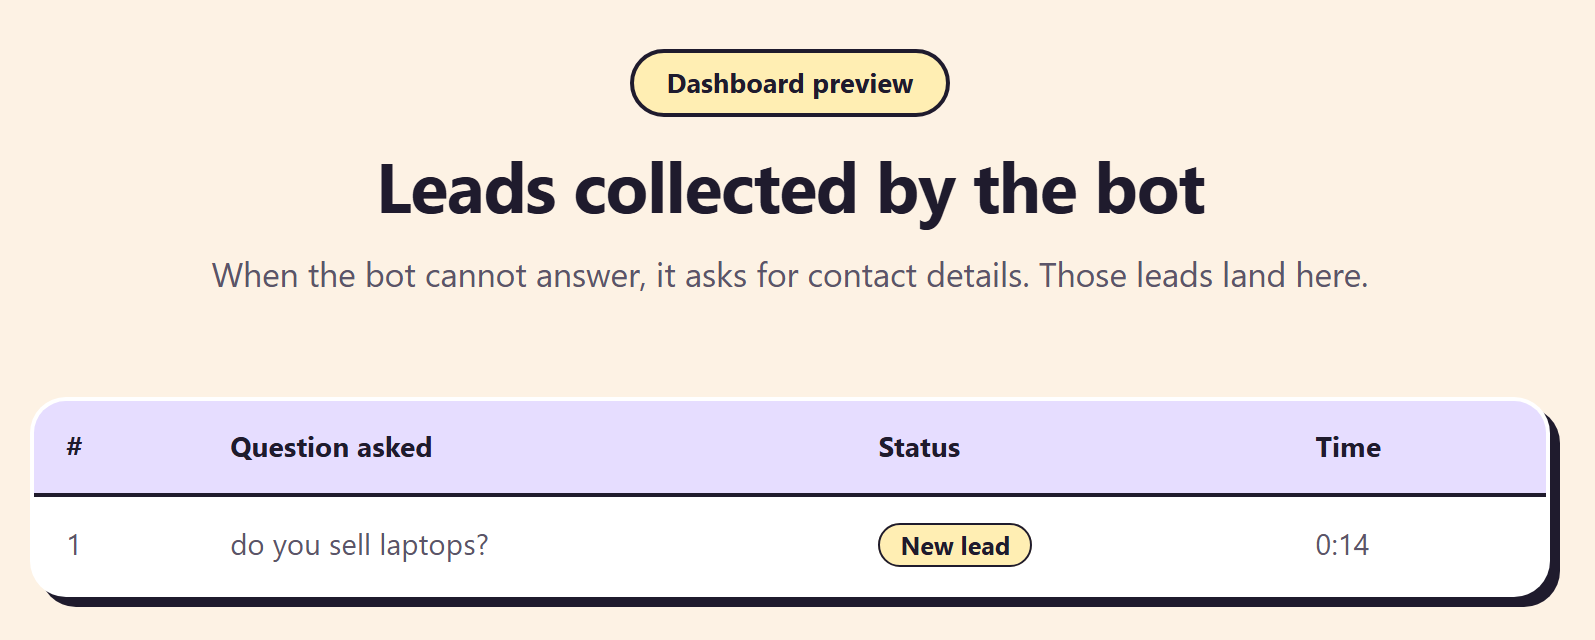 Dashboard preview
Leads collected by the bot
When the bot cannot answer, it asks for contact details. Those leads land here.
# Question asked Status Time
1 do you sell laptops? New lead 0:14